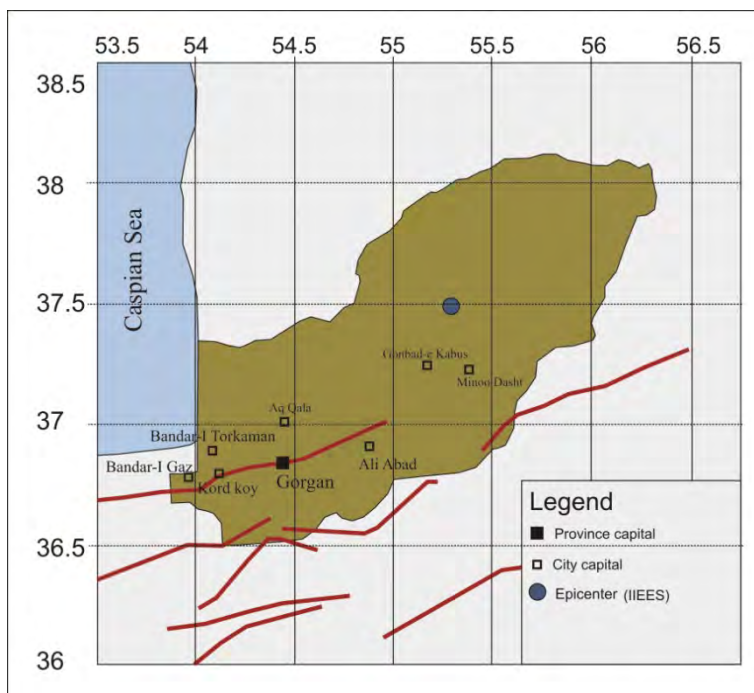 53.5 54 54.5 55 55.5 56 56.5
38.5
38
37.5
37
36.5
36
Caspian Sea
Gonbad-e Kabus
Minoo Dasht
Aq Qala
Bandar-I Torkaman
Bandar-I Gaz
Kord koy
Gorgan
Ali Abad
Legend
Province capital
City capital
Epicenter (IIEES)